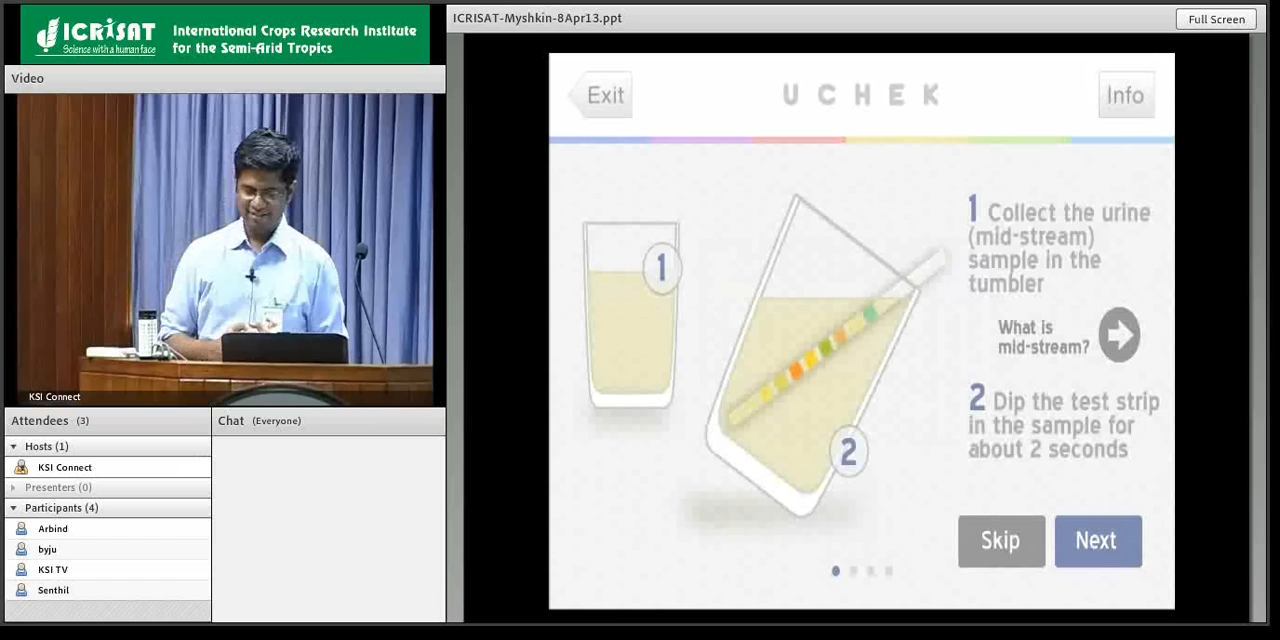 ICRISAT
Science with a human face
International Crops Research Institute
for the Semi-Arid Tropics
Video
KSI Connect
Attendees (3)
Hosts (1)
KSI Connect
Presenters (0)
Participants (4)
Arbind
byju
KSI TV
Senthil
Chat (Everyone)
ICRISAT-Myshkin-8Apr13.ppt
Full Screen
Exit
UCHEK
Info
1
2
1 Collect the urine
(mid-stream)
sample in the
tumbler
What is
mid-stream?
2 Dip the test strip
in the sample for
about 2 seconds
Skip
Next